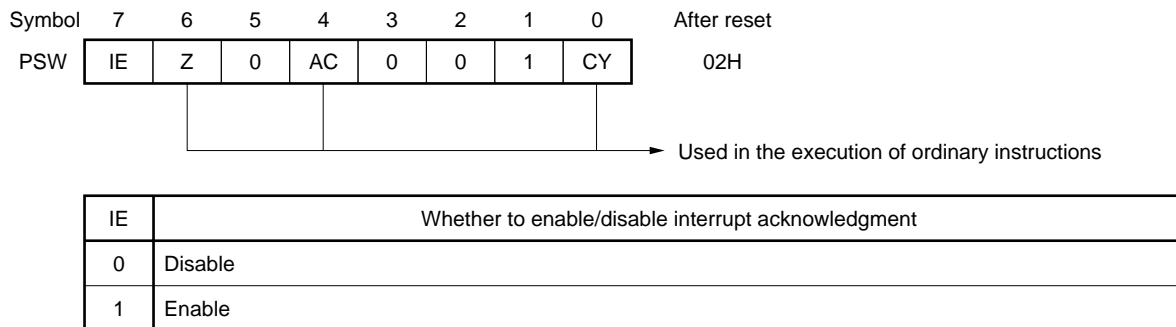 Symbol 7 6 5 4 3 2 1 0 After reset
PSW IE Z 0 AC 0 0 1 CY 02H
Used in the execution of ordinary instructions
IE Whether to enable/disable interrupt acknowledgment
0 Disable
1 Enable